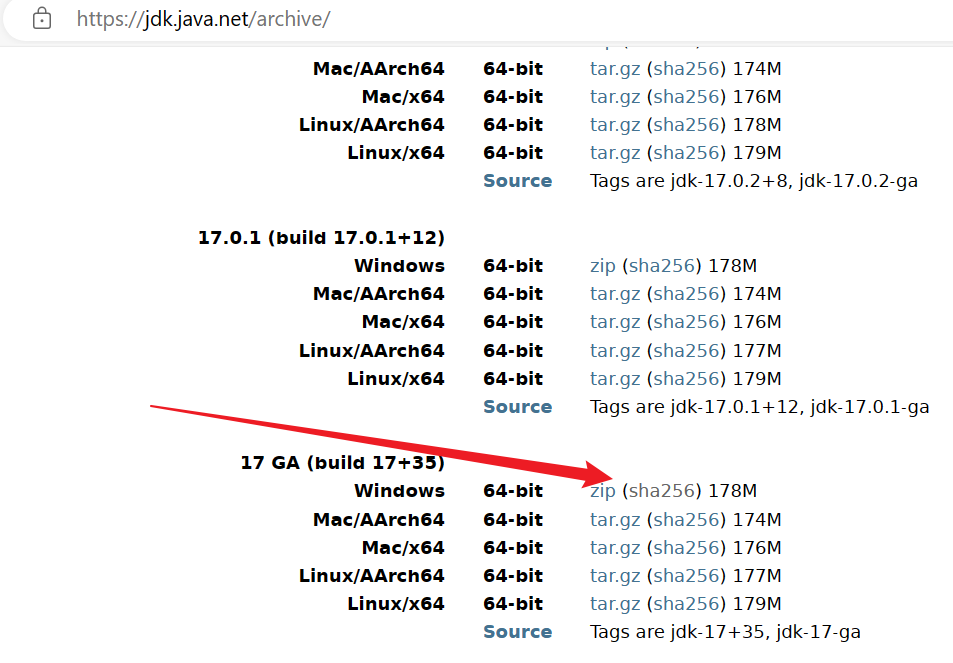 https://jdk.java.net/archive/
Mac/AArch64 64-bit tar.gz (sha256) 174M
Mac/x64 64-bit tar.gz (sha256) 176M
Linux/AArch64 64-bit tar.gz (sha256) 178M
Linux/x64 64-bit tar.gz (sha256) 179M
Source Tags are jdk-17.0.2+8, jdk-17.0.2-ga
17.0.1 (build 17.0.1+12)
Windows 64-bit zip (sha256) 178M
Mac/AArch64 64-bit tar.gz (sha256) 174M
Mac/x64 64-bit tar.gz (sha256) 176M
Linux/AArch64 64-bit tar.gz (sha256) 177M
Linux/x64 64-bit tar.gz (sha256) 179M
Source Tags are jdk-17.0.1+12, jdk-17.0.1-ga
17 GA (build 17+35)
Windows 64-bit zip (sha256) 178M
Mac/AArch64 64-bit tar.gz (sha256) 174M
Mac/x64 64-bit tar.gz (sha256) 176M
Linux/AArch64 64-bit tar.gz (sha256) 177M
Linux/x64 64-bit tar.gz (sha256) 179M
Source Tags are jdk-17+35, jdk-17-ga